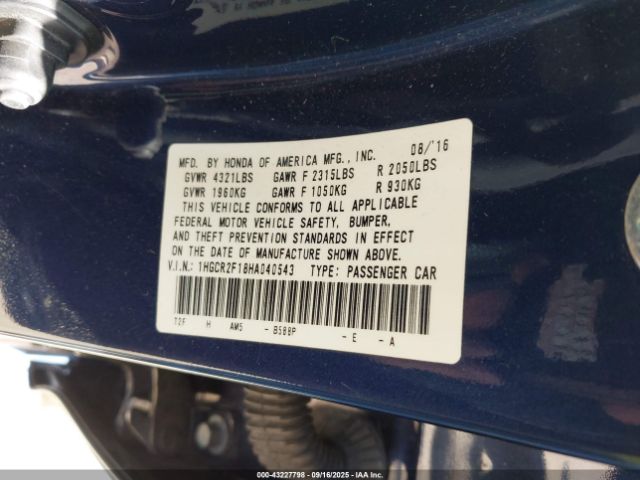 MFD. BY HONDA OF AMERICA MFG., INC. 08/'16
GVWR 4321LBS GAWR F 2315LBS R 2050LBS
GVWR 1960KG GAWR F 1050KG R 930KG
THIS VEHICLE CONFORMS TO ALL APPLICABLE
FEDERAL MOTOR VEHICLE SAFETY, BUMPER,
AND THEFT PREVENTION STANDARDS IN EFFECT
ON THE DATE OF MANUFACTURE SHOWN ABOVE.
V.I.N.: 1HGCR2F18HA040543 TYPE: PASSENGER CAR
T2F H AM5 - B588P - E - A
000-43227798 - 09/16/2025 - IAA Inc.